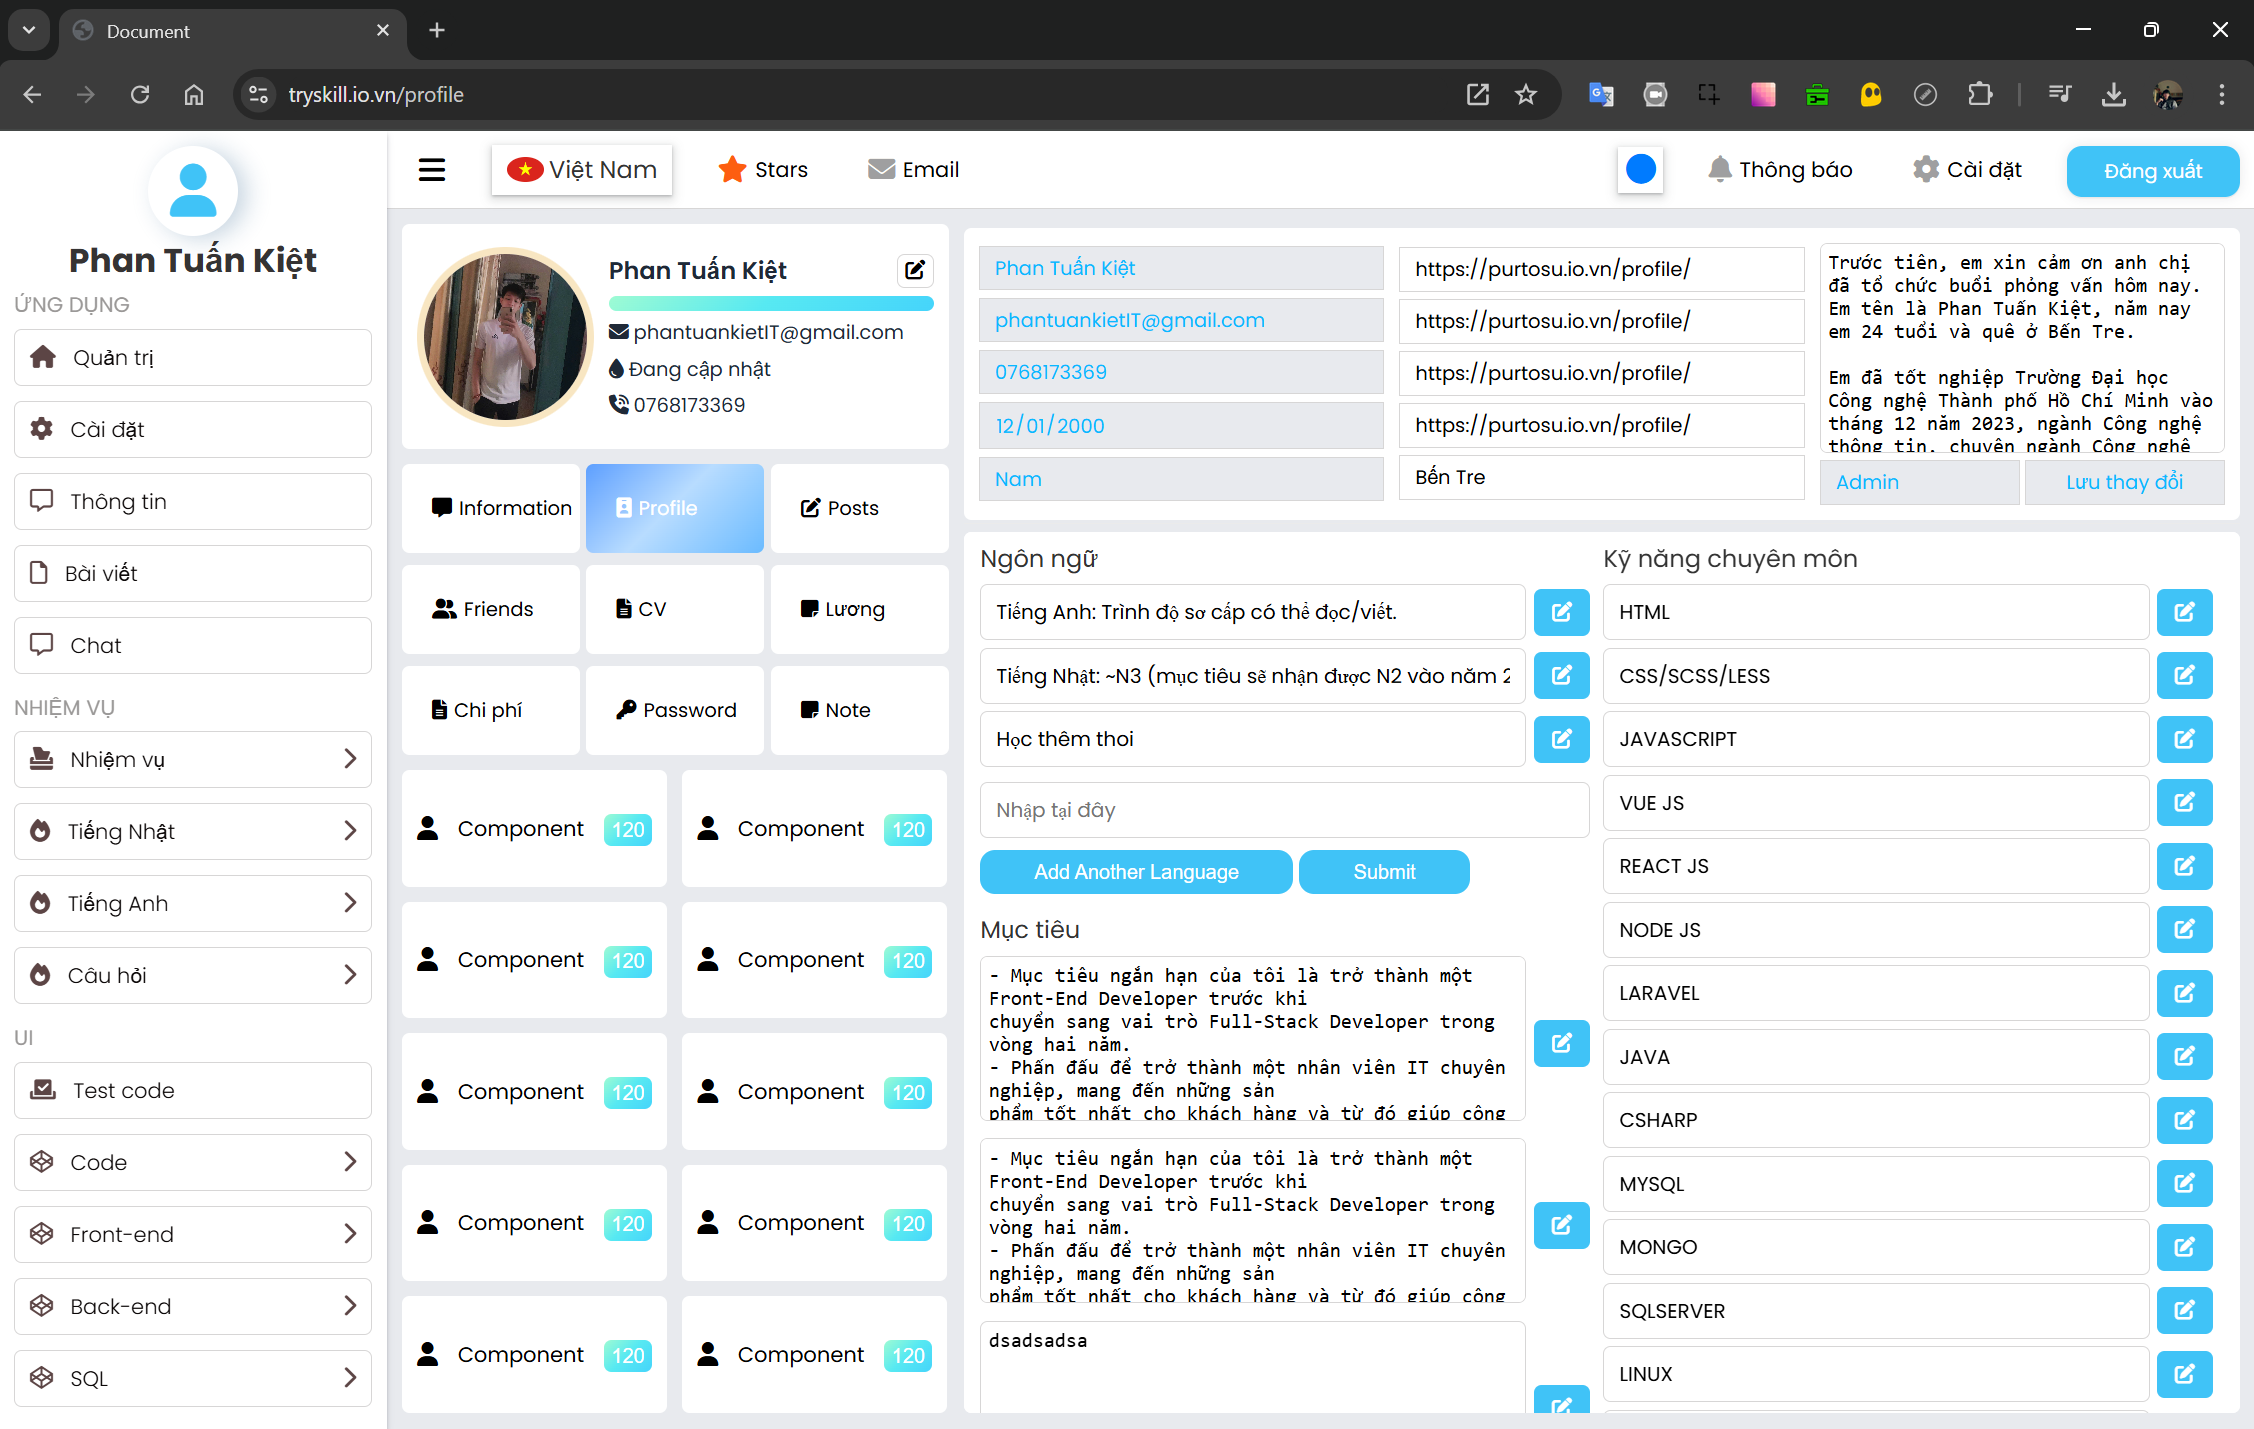 Document
tryskill.io.vn/profile
Phan Tuấn Kiệt
ỨNG DỤNG
Quản trị
Cài đặt
Thông tin
Bài viết
Chat
NHIỆM VỤ
Nhiệm vụ
Tiếng Nhật
Tiếng Anh
Câu hỏi
UI
Test code
Code
Front-end
Back-end
SQL
Việt Nam
Stars
Email
Thông báo
Cài đặt
Đăng xuất
Phan Tuấn Kiệt
phantuankietIT@gmail.com
Đang cập nhật
0768173369
Information
Profile
Posts
Friends
CV
Lương
Chi phí
Password
Note
Component 120
Component 120
Component 120
Component 120
Component 120
Component 120
Component 120
Component 120
Component 120
Component 120
Phan Tuấn Kiệt
phantuankietIT@gmail.com
0768173369
12/01/2000
Nam
https://purtosu.io.vn/profile/
https://purtosu.io.vn/profile/
https://purtosu.io.vn/profile/
https://purtosu.io.vn/profile/
Bến Tre
Trước tiên, em xin cảm ơn anh chị
đã tổ chức buổi phỏng vấn hôm nay.
Em tên là Phan Tuấn Kiệt, năm nay
em 24 tuổi và quê ở Bến Tre.
Em đã tốt nghiệp Trường Đại học
Công nghệ Thành phố Hồ Chí Minh vào
tháng 12 năm 2023, ngành Công nghệ
thông tin, chuyên ngành Công nghệ
Admin
Lưu thay đổi
Ngôn ngữ
Tiếng Anh: Trình độ sơ cấp có thể đọc/viết.
Tiếng Nhật: ~N3 (mục tiêu sẽ nhận được N2 vào năm 2
Học thêm thoi
Nhập tại đây
Add Another Language
Submit
Mục tiêu
- Mục tiêu ngắn hạn của tôi là trở thành một
Front-End Developer trước khi
chuyển sang vai trò Full-Stack Developer trong
vòng hai năm.
- Phấn đấu để trở thành một nhân viên IT chuyên
nghiệp, mang đến những sản
phẩm tốt nhất cho khách hàng và từ đó giúp công
- Mục tiêu ngắn hạn của tôi là trở thành một
Front-End Developer trước khi
chuyển sang vai trò Full-Stack Developer trong
vòng hai năm.
- Phấn đấu để trở thành một nhân viên IT chuyên
nghiệp, mang đến những sản
phẩm tốt nhất cho khách hàng và từ đó giúp công
dsadsadsa
Kỹ năng chuyên môn
HTML
CSS/SCSS/LESS
JAVASCRIPT
VUE JS
REACT JS
NODE JS
LARAVEL
JAVA
CSHARP
MYSQL
MONGO
SQLSERVER
LINUX